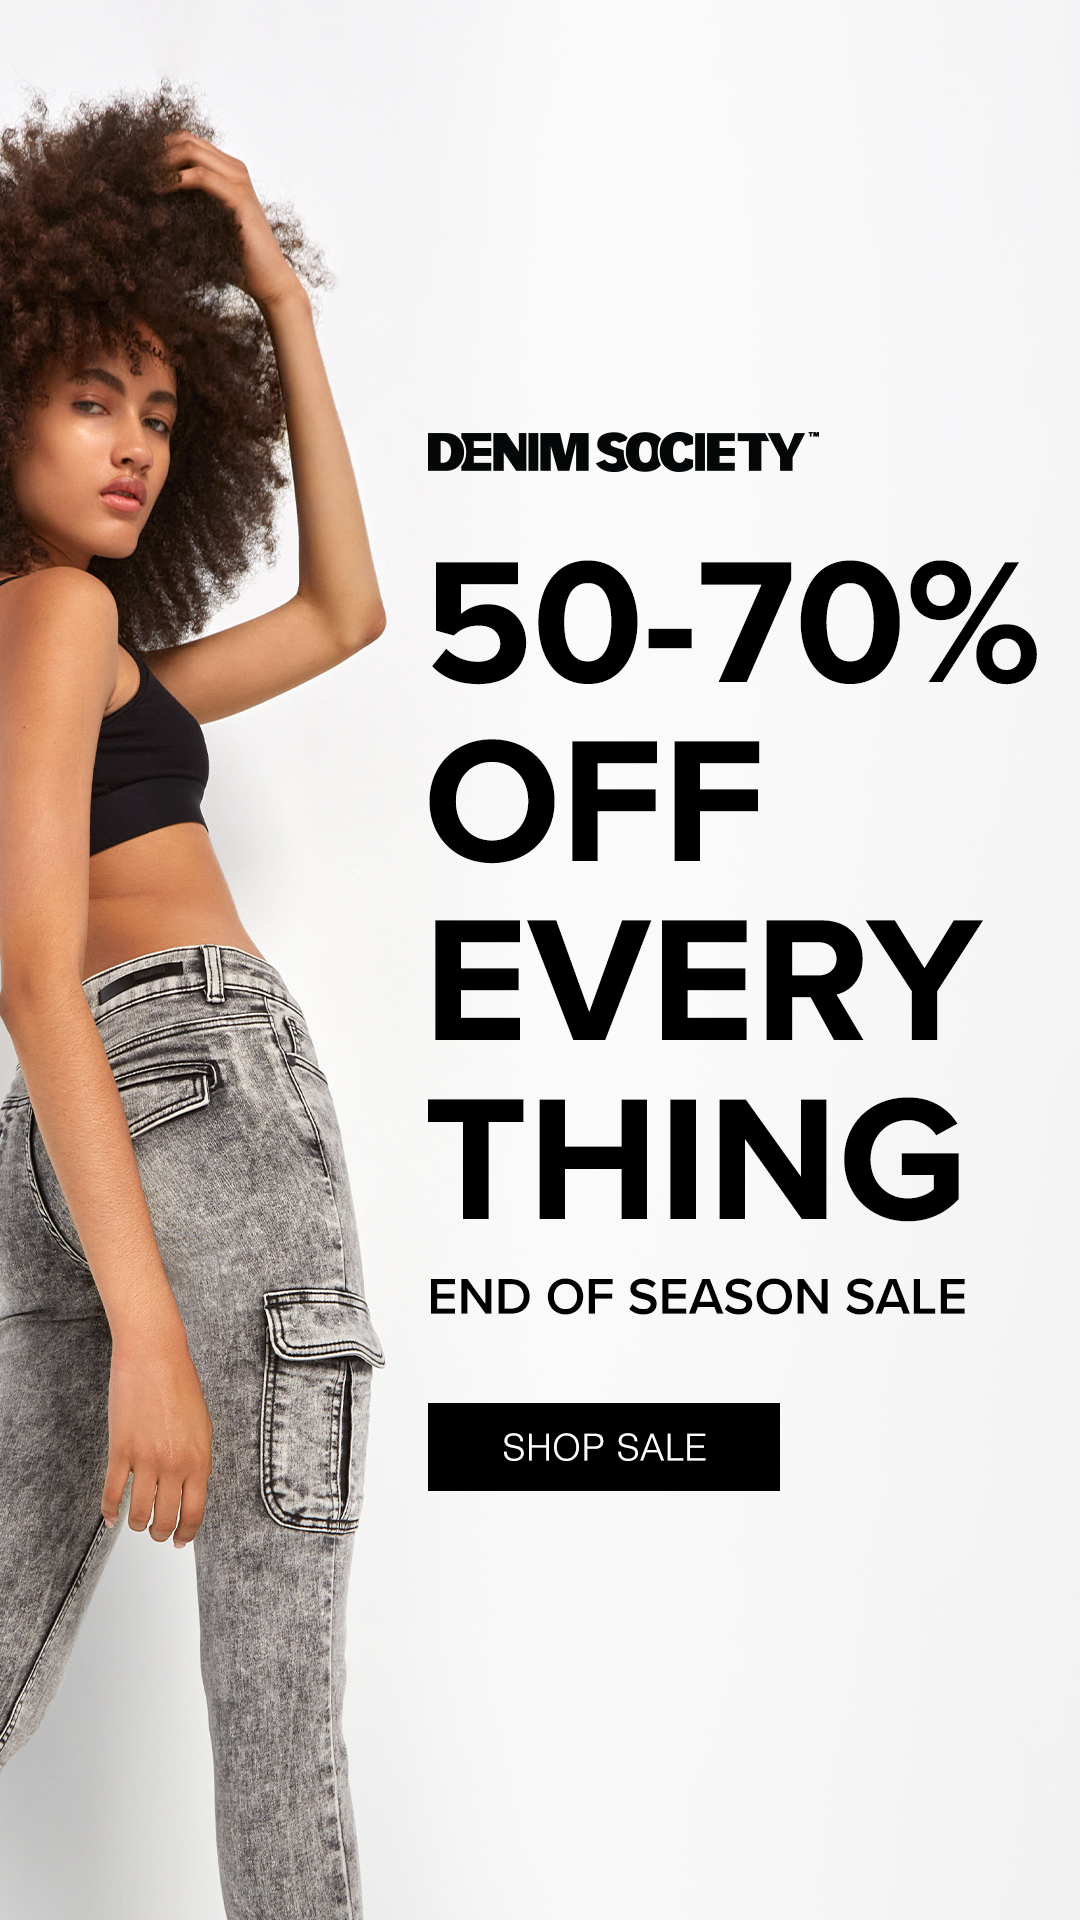 DENIM SOCIETY™
50-70%
OFF
EVERY
THING
END OF SEASON SALE
SHOP SALE